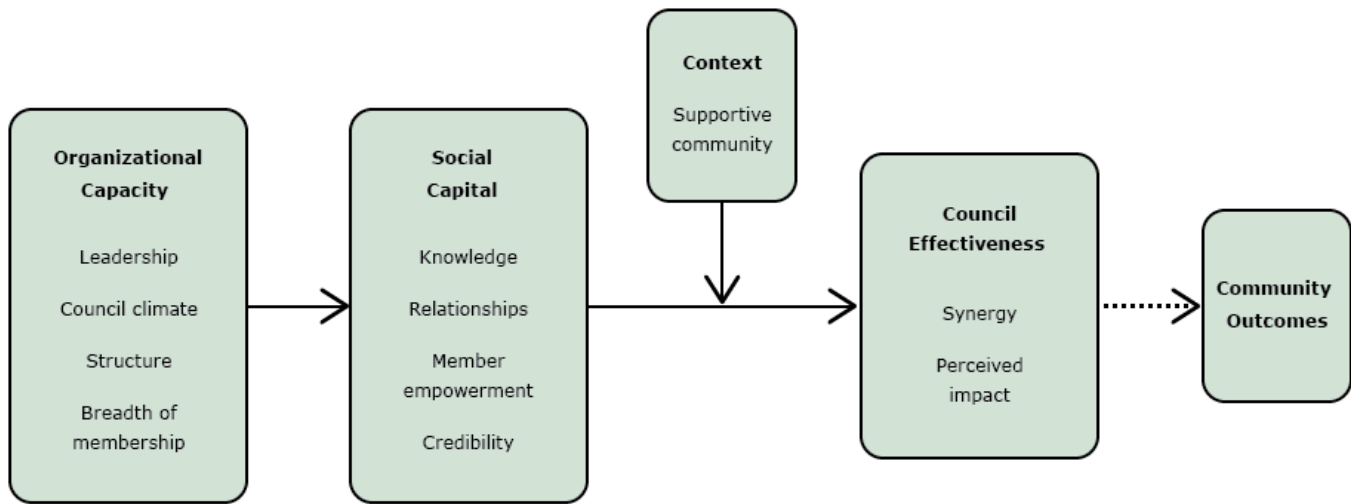 Organizational
Capacity
Leadership
Council climate
Structure
Breadth of
membership
Social
Capital
Knowledge
Relationships
Member
empowerment
Credibility
Context
Supportive
community
Council
Effectiveness
Synergy
Perceived
impact
Community
Outcomes